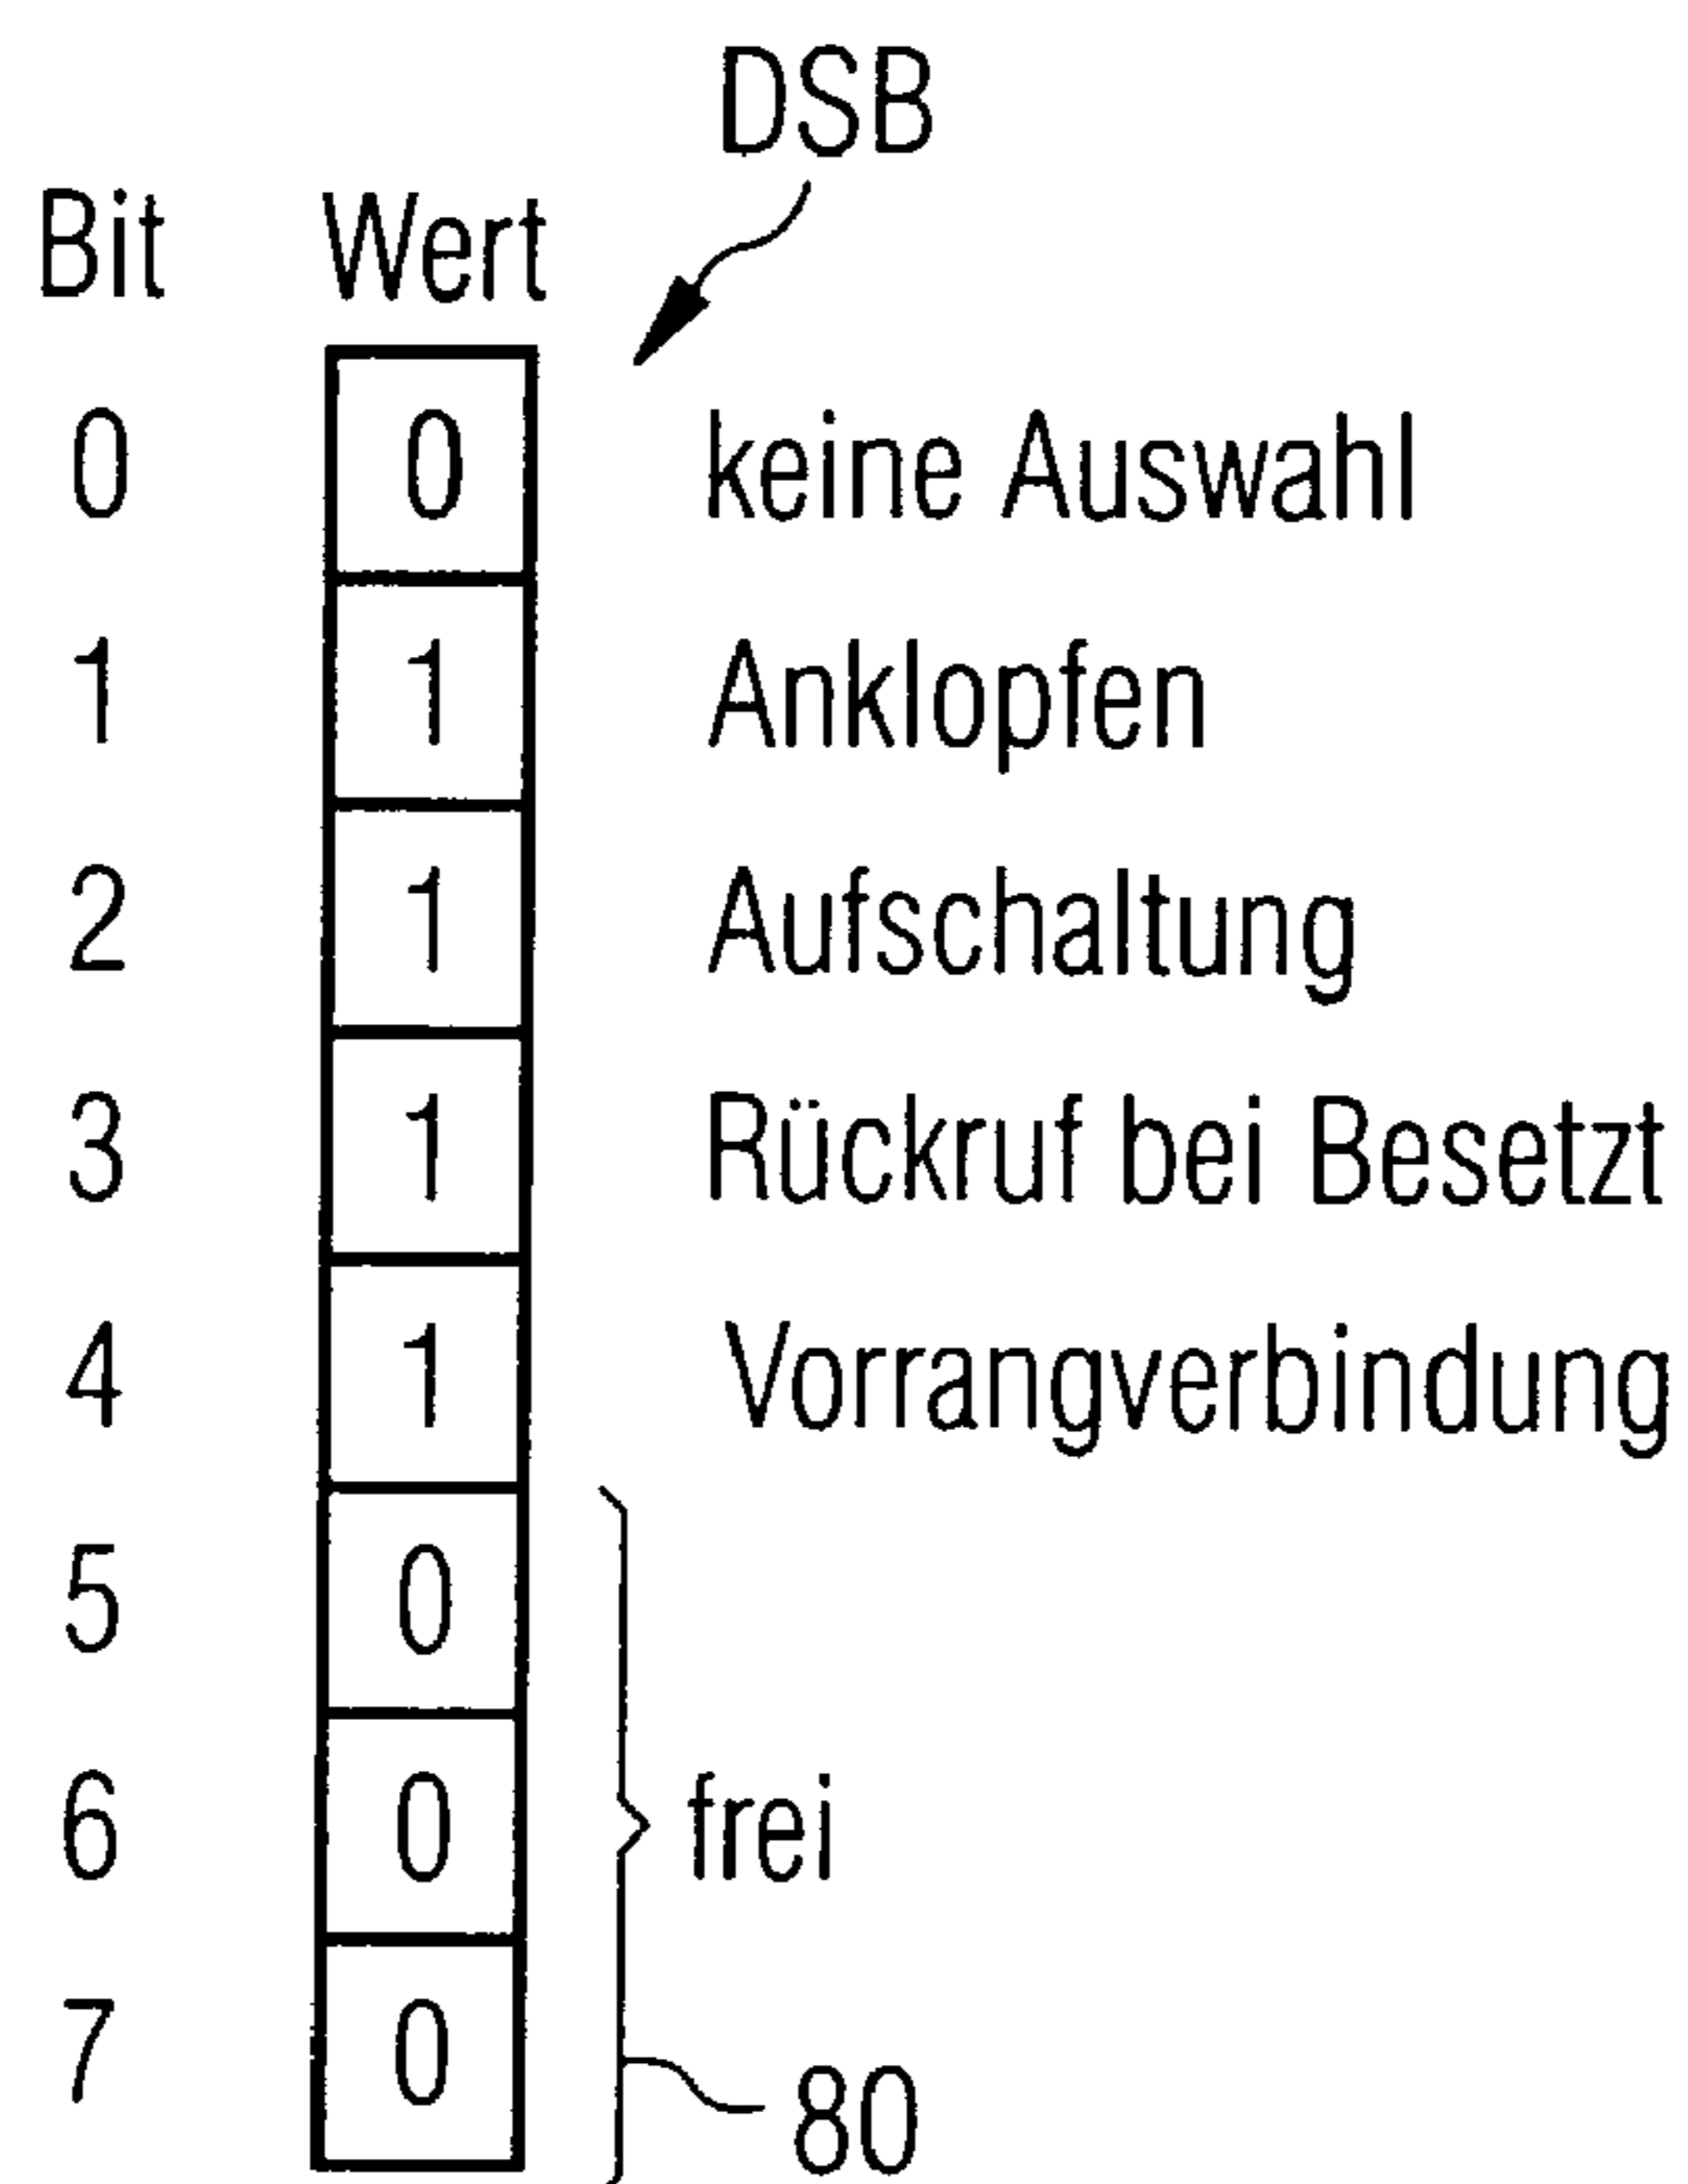 DSB
Bit Wert
0 0 keine Auswahl
1 1 Anklopfen
2 1 Aufschaltung
3 1 Rückruf bei Besetzt
4 1 Vorrangverbindung
5 0
6 0 frei
7 0
80